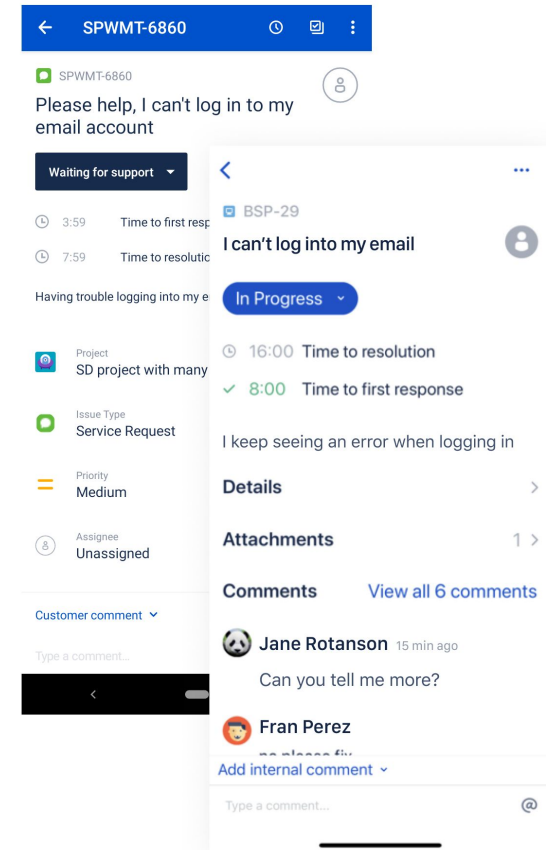 SPWMT-6860
SPWMT-6860
Please help, I can't log in to my
email account
Waiting for support
3:59 Time to first resp
7:59 Time to resolutio
Having trouble logging into my e
Project
SD project with many
Issue Type
Service Request
Priority
Medium
Assignee
Unassigned
Customer comment
Type a comment...
BSP-29
I can't log into my email
In Progress
16:00 Time to resolution
8:00 Time to first response
I keep seeing an error when logging in
Details
Attachments 1
Comments View all 6 comments
Jane Rotanson 15 min ago
Can you tell me more?
Fran Perez
Add internal comment
Type a comment... @